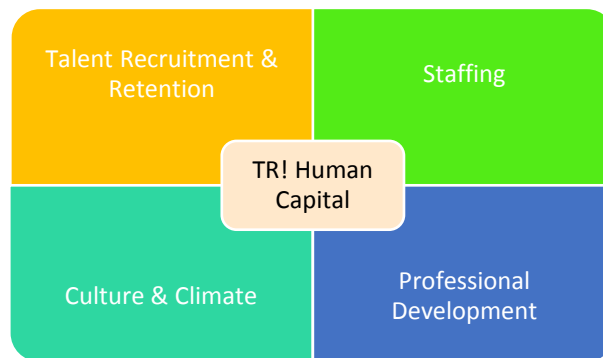 Talent Recruitment &
Retention
Staffing
TR! Human
Capital
Culture & Climate
Professional
Development